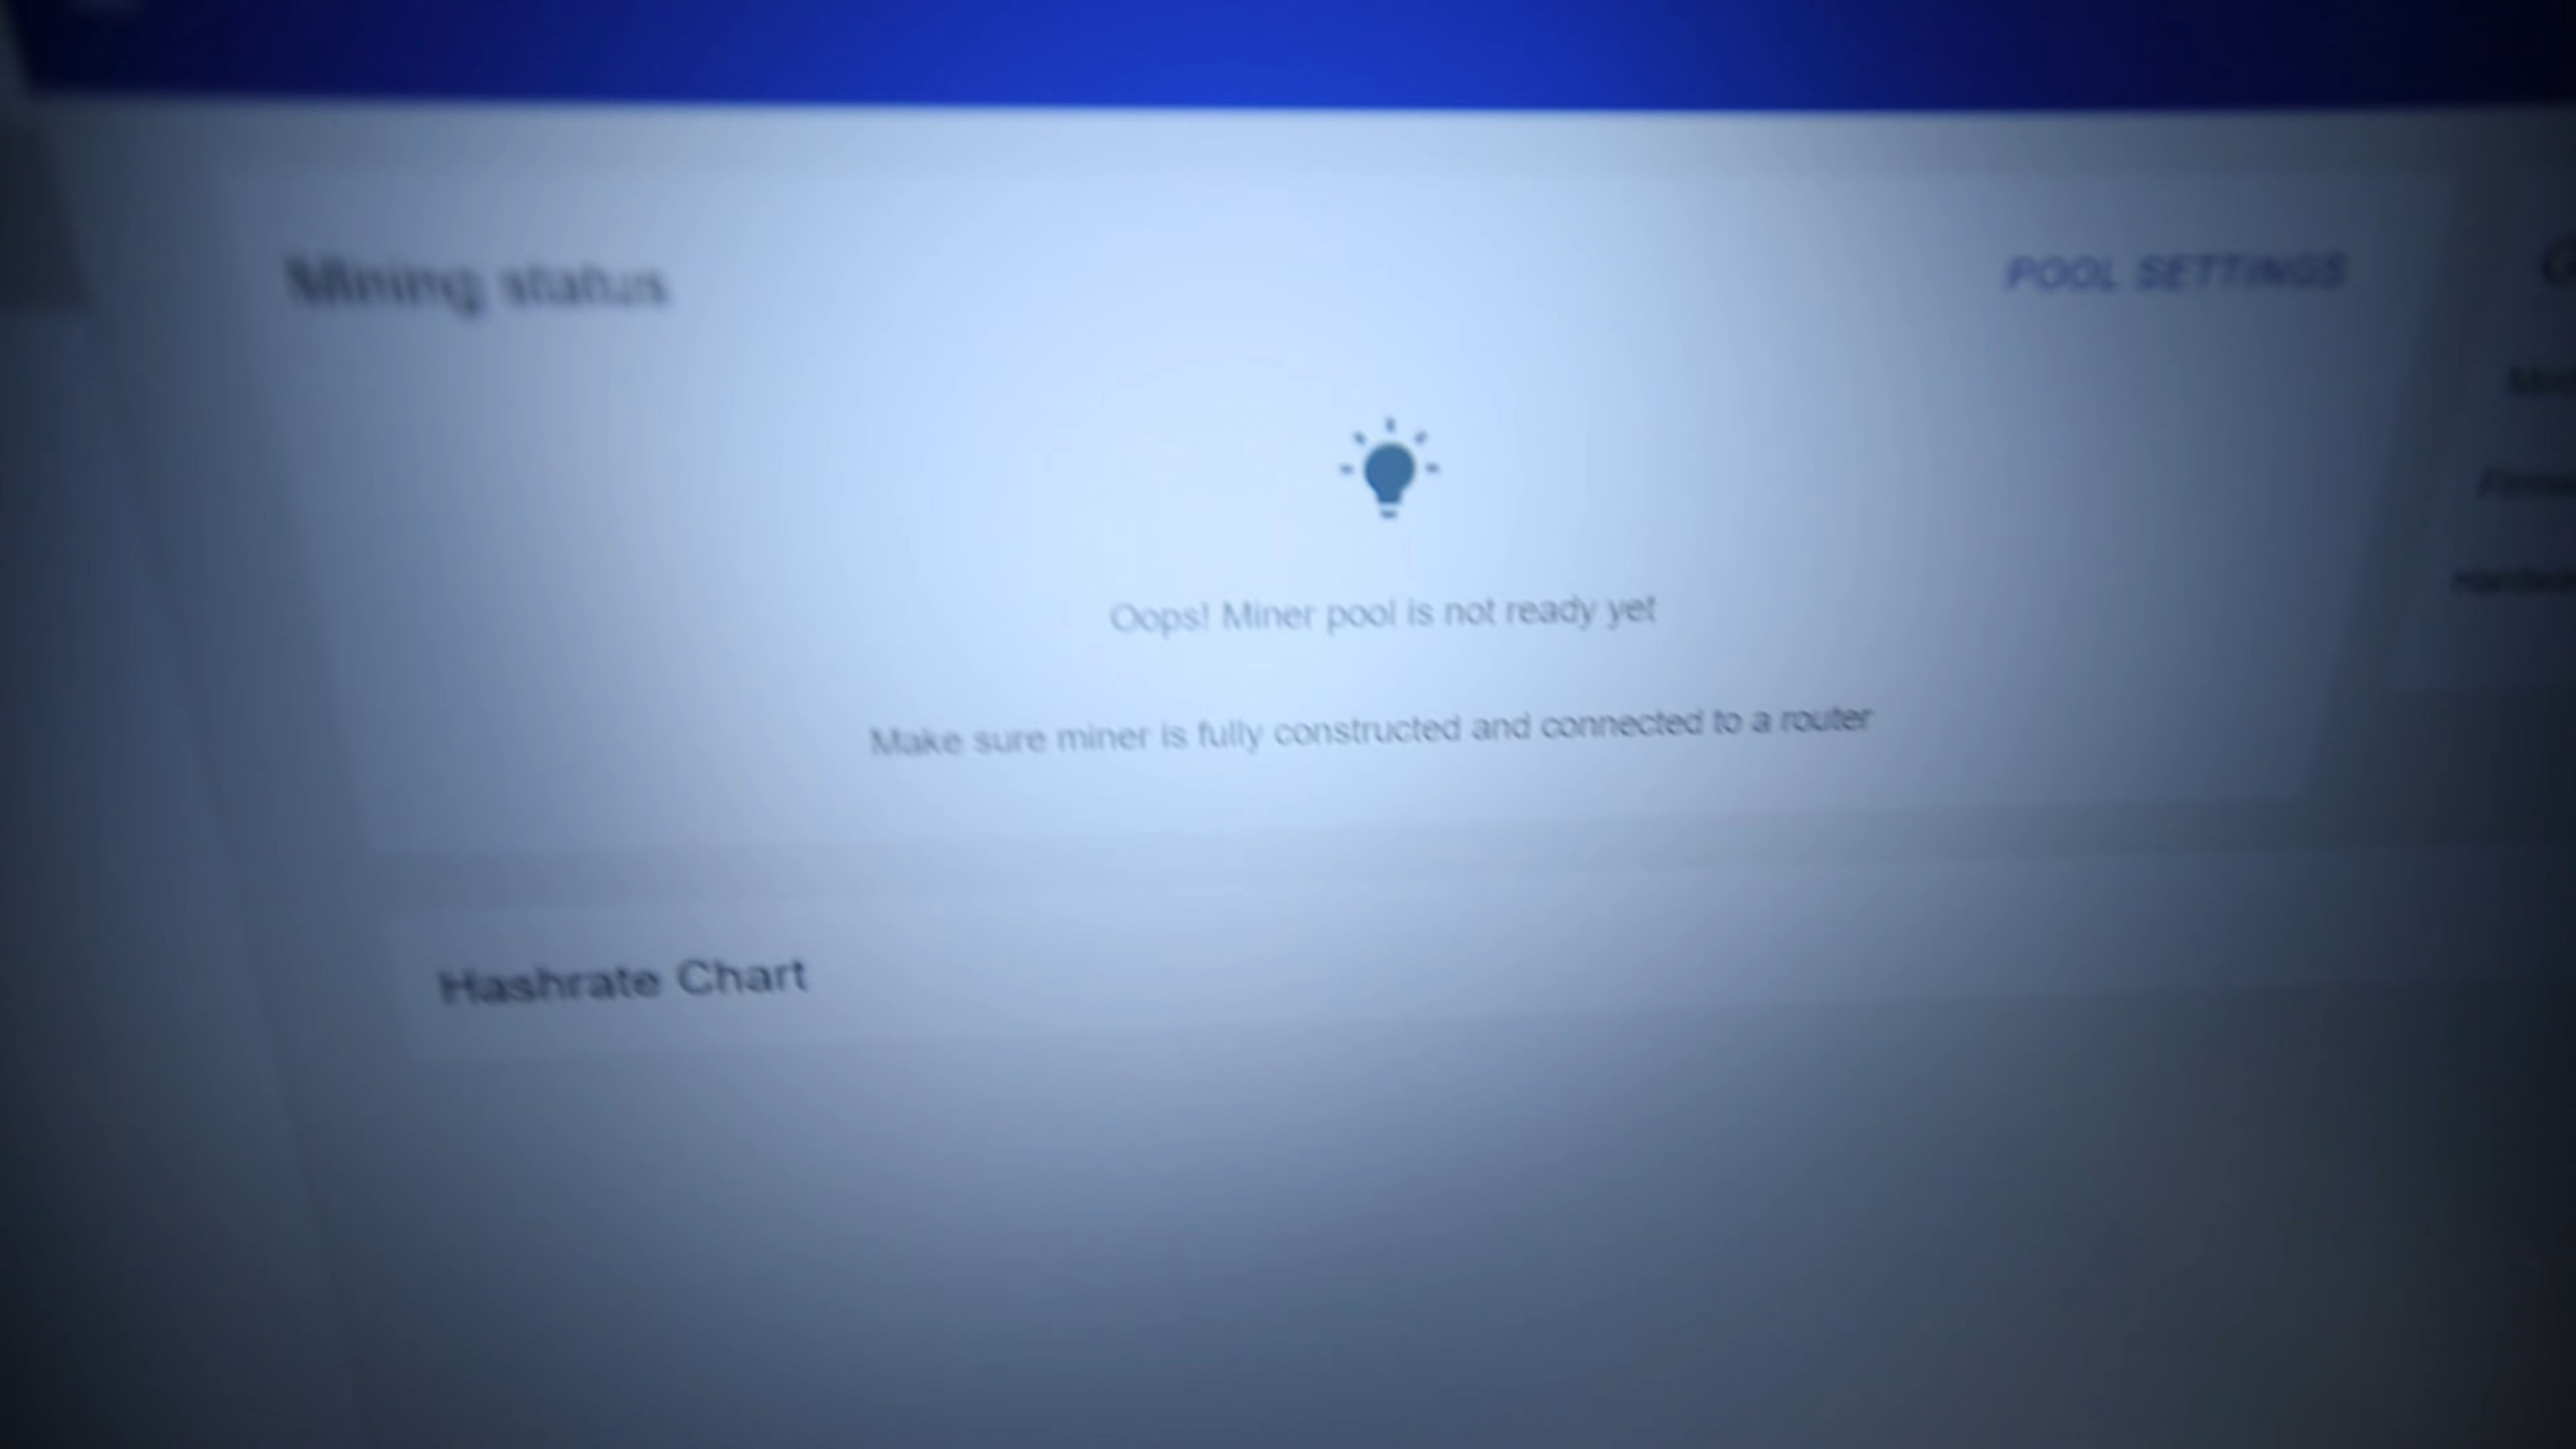 Mining status
POOL SETTINGS
Oops! Miner pool is not ready yet
Make sure miner is fully constructed and connected to a router
Hashrate Chart